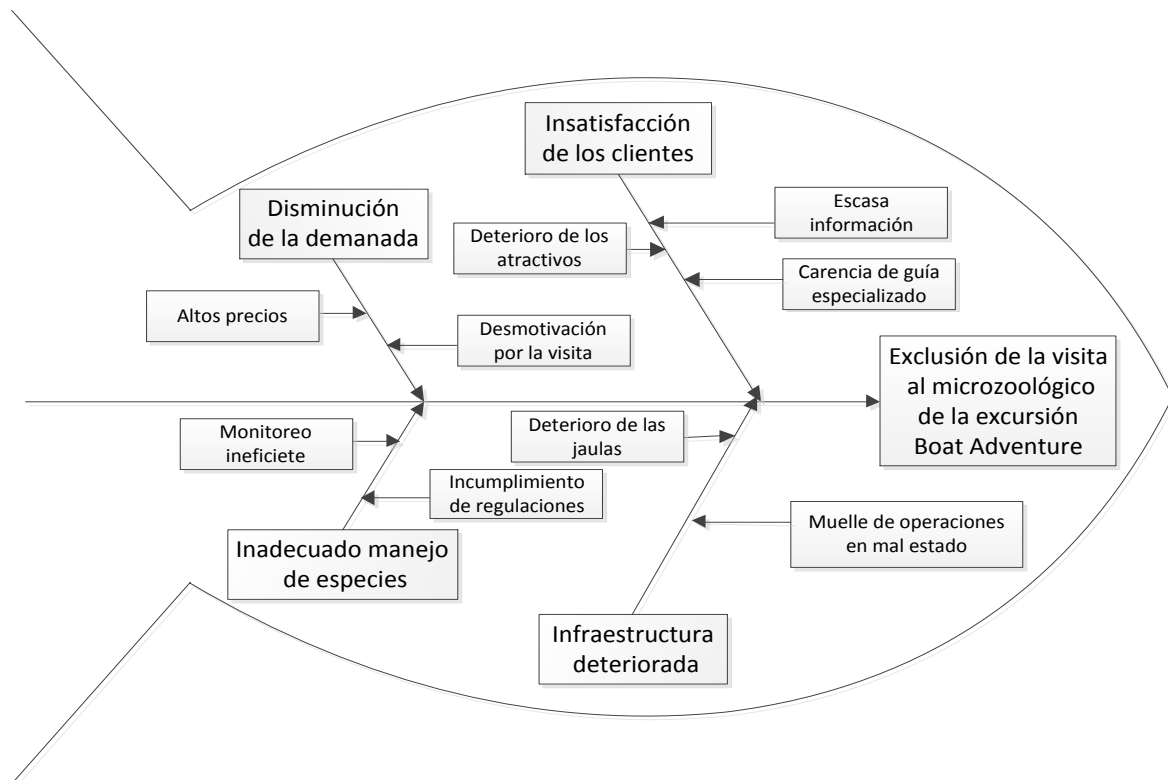 Insatisfacción
de los clientes
Disminución
de la demanada
Escasa
información
Deterioro de los
atractivos
Carencia de guía
especializado
Altos precios
Desmotivación
por la visita
Exclusión de la visita
al microzoológico
de la excursión
Boat Adventure
Monitoreo
ineficiete
Deterioro de las
jaulas
Incumplimiento
de regulaciones
Muelle de operaciones
en mal estado
Inadecuado manejo
de especies
Infraestructura
deteriorada